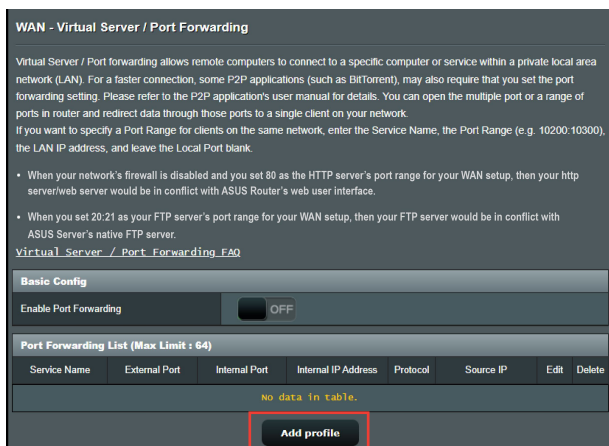 WAN - Virtual Server / Port Forwarding
Virtual Server / Port forwarding allows remote computers to connect to a specific computer or service within a private local area
network (LAN). For a faster connection, some P2P applications (such as BitTorrent), may also require that you set the port
forwarding setting. Please refer to the P2P application's user manual for details. You can open the multiple port or a range of
ports in router and redirect data through those ports to a single client on your network.
If you want to specify a Port Range for clients on the same network, enter the Service Name, the Port Range (e.g. 10200:10300),
the LAN IP address, and leave the Local Port blank.
• When your network's firewall is disabled and you set 80 as the HTTP server's port range for your WAN setup, then your http
server/web server would be in conflict with ASUS Router's web user interface.
• When you set 20:21 as your FTP server's port range for your WAN setup, then your FTP server would be in conflict with
ASUS Server's native FTP server.
Virtual Server / Port Forwarding FAQ
Basic Config
Enable Port Forwarding OFF
Port Forwarding List (Max Limit : 64)
Service Name External Port Internal Port Internal IP Address Protocol Source IP Edit Delete
No data in table.
Add profile